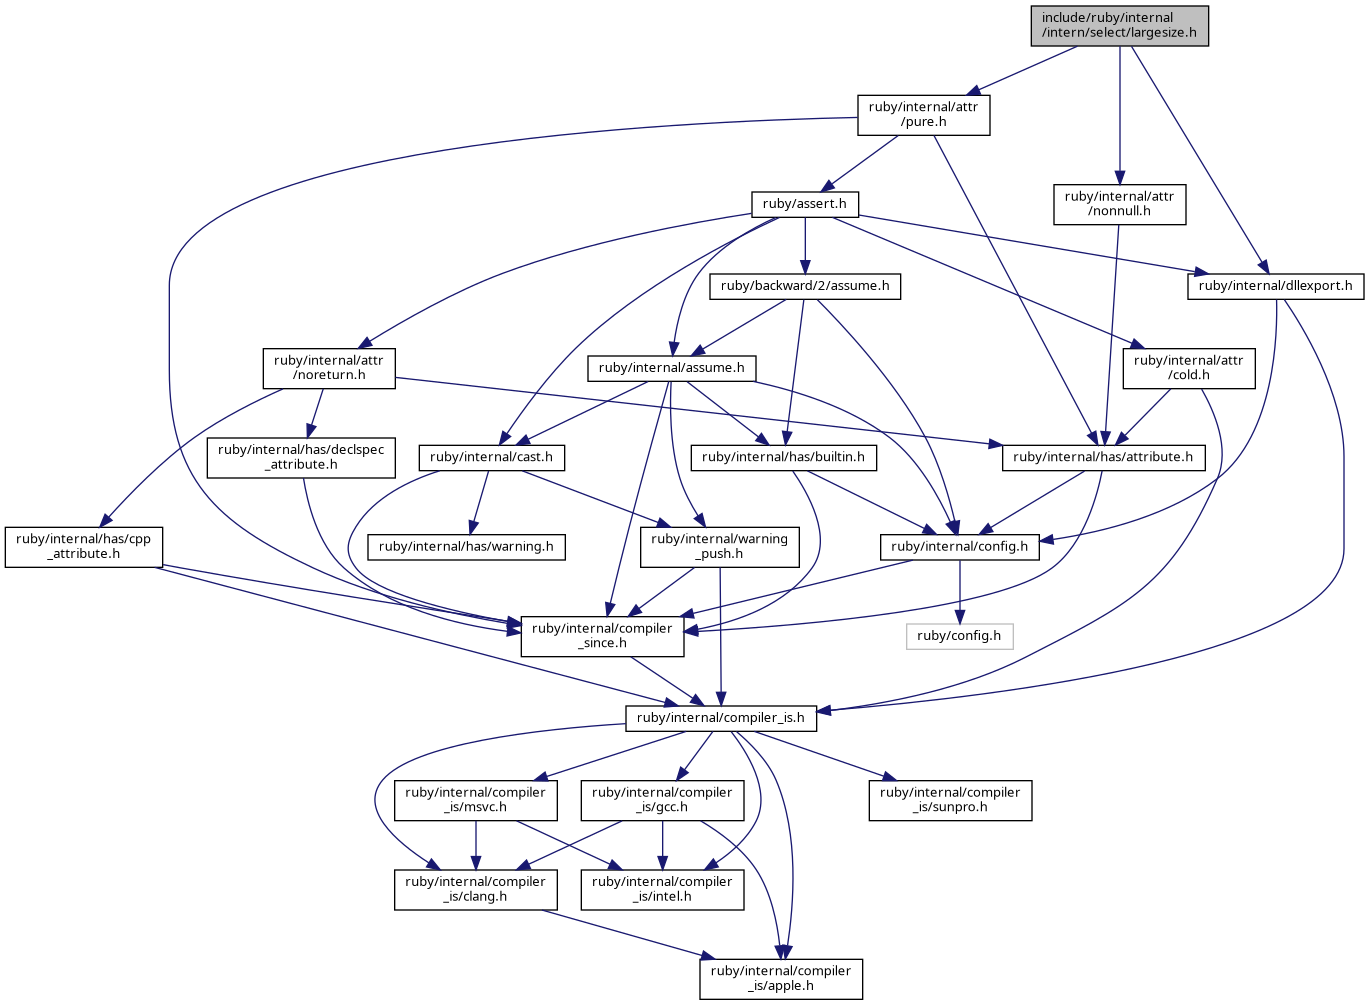 include/ruby/internal
/intern/select/largesize.h
ruby/internal/attr
/pure.h
ruby/assert.h
ruby/internal/attr
/nonnull.h
ruby/backward/2/assume.h
ruby/internal/dllexport.h
ruby/internal/attr
/noreturn.h
ruby/internal/assume.h
ruby/internal/attr
/cold.h
ruby/internal/has/declspec
_attribute.h
ruby/internal/cast.h
ruby/internal/has/builtin.h
ruby/internal/has/attribute.h
ruby/internal/has/cpp
_attribute.h
ruby/internal/has/warning.h
ruby/internal/warning
_push.h
ruby/internal/config.h
ruby/internal/compiler
_since.h
ruby/config.h
ruby/internal/compiler_is.h
ruby/internal/compiler
_is/msvc.h
ruby/internal/compiler
_is/gcc.h
ruby/internal/compiler
_is/sunpro.h
ruby/internal/compiler
_is/clang.h
ruby/internal/compiler
_is/intel.h
ruby/internal/compiler
_is/apple.h